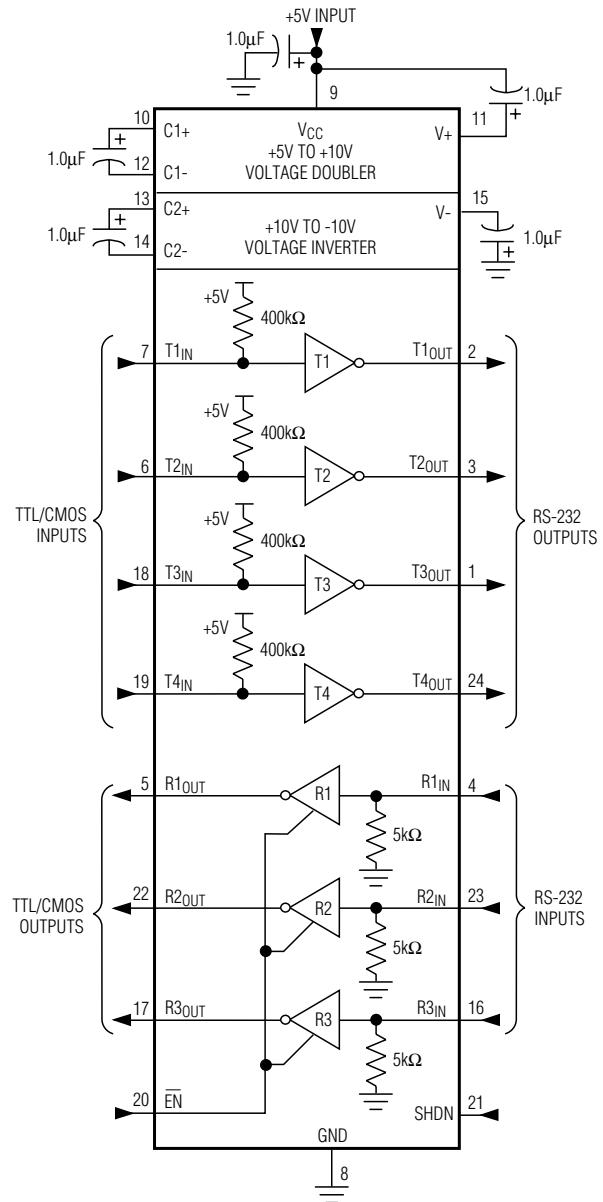 +5V INPUT
1.0μF
+
9
1.0μF
+
10
C1+
VCC
V+
11
+5V TO +10V
VOLTAGE DOUBLER
1.0μF
+
12
C1-
13
C2+
V-
15
+10V TO -10V
VOLTAGE INVERTER
1.0μF
+
14
C2-
1.0μF
+
+5V
400kΩ
7
T1IN
T1
T1OUT
2
+5V
400kΩ
6
T2IN
T2
T2OUT
3
TTL/CMOS
INPUTS
RS-232
OUTPUTS
+5V
400kΩ
18
T3IN
T3
T3OUT
1
+5V
400kΩ
19
T4IN
T4
T4OUT
24
5
R1OUT
R1
R1IN
4
5kΩ
22
R2OUT
R2
R2IN
23
TTL/CMOS
OUTPUTS
RS-232
INPUTS
5kΩ
17
R3OUT
R3
R3IN
16
5kΩ
20
EN
SHDN
21
GND
8